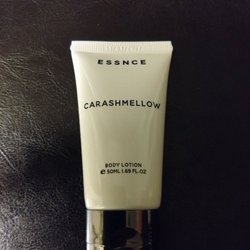 ESSNCE
CARASHMELLOW
BODY LOTION
℮50ML 1.69 FL.OZ